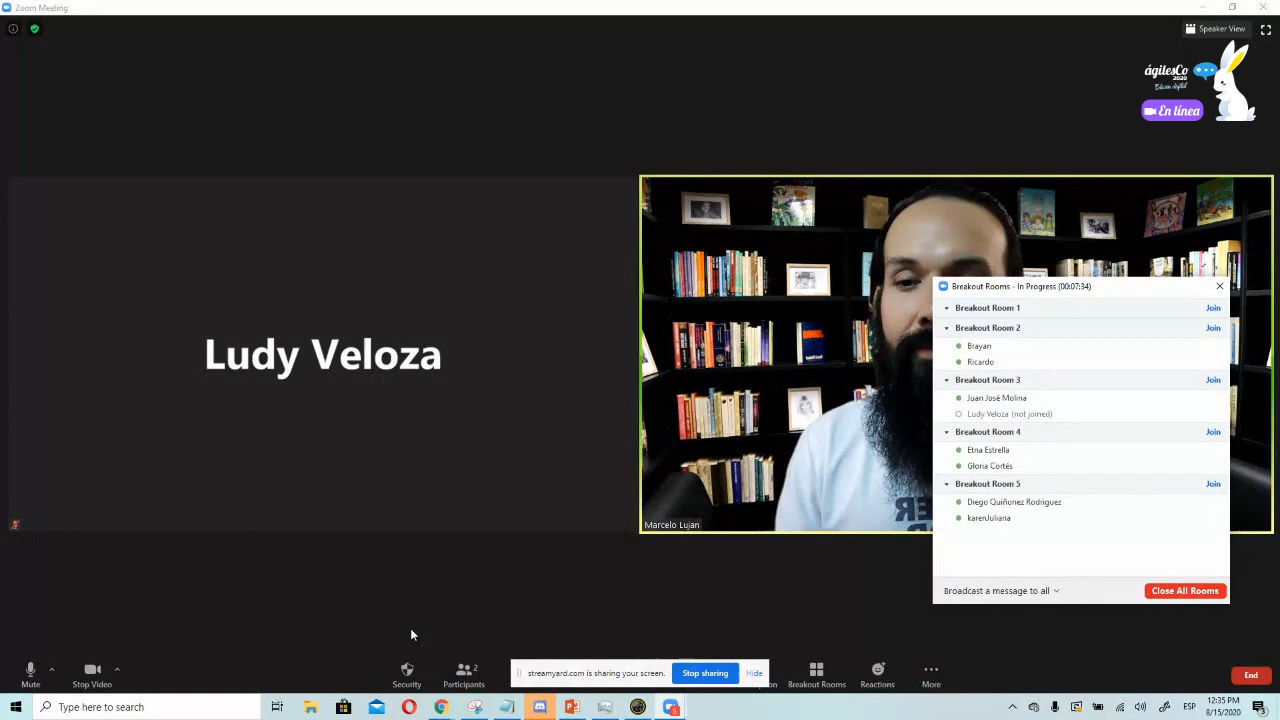 Zoom Meeting
Speaker View
ágilesCo
2020
Edición digital
En línea
Ludy Veloza
Marcelo Lujan
Breakout Rooms - In Progress (00:07:34)
Breakout Room 1 Join
Breakout Room 2 Join
Brayan
Ricardo
Breakout Room 3 Join
Juan José Molina
Ludy Veloza (not joined)
Breakout Room 4 Join
Etna Estrella
Gloria Cortés
Breakout Room 5 Join
Diego Quiñonez Rodriguez
karenJuliana
Broadcast a message to all
Close All Rooms
2
Mute
Stop Video
Security
Participants
streamyard.com is sharing your screen.
Stop sharing
Hide
Breakout Rooms
Reactions
More
End
Type here to search
ESP
12:35 PM
8/15/2020